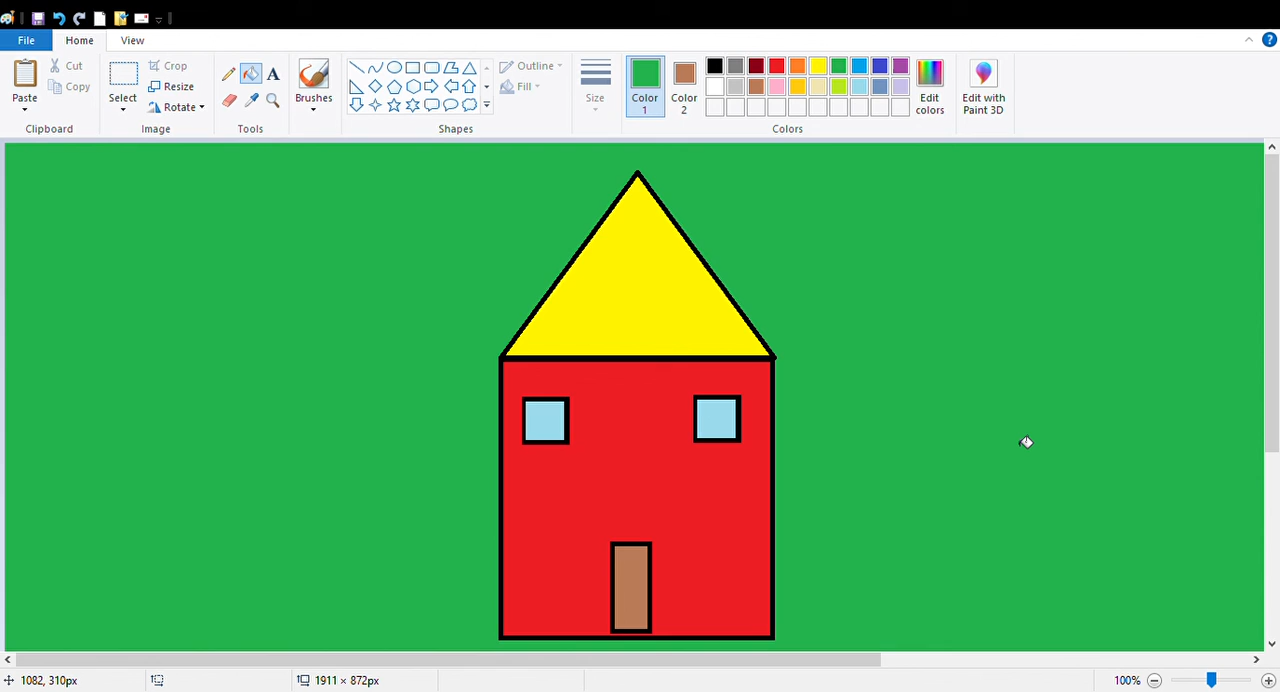 File Home View
Paste
Cut
Copy
Clipboard
Select
Crop
Resize
Rotate
Image
A
Tools
Brushes
Outline
Fill
Shapes
Size
Color 1
Color 2
Edit colors
Colors
Edit with Paint 3D
?
1082, 310px
1911 × 872px
100%